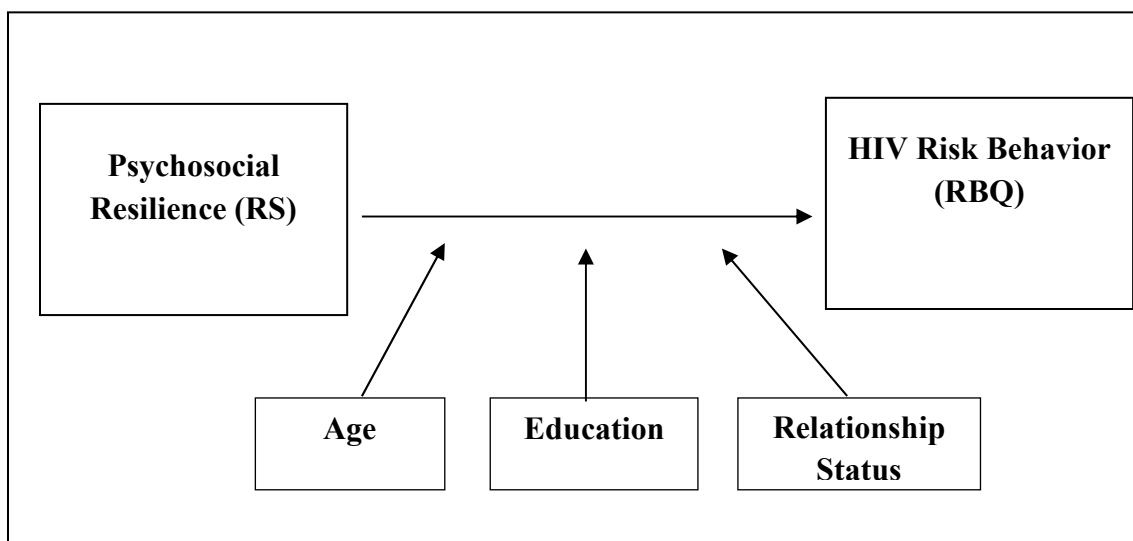 Psychosocial
Resilience (RS)
HIV Risk Behavior
(RBQ)
Age
Education
Relationship
Status